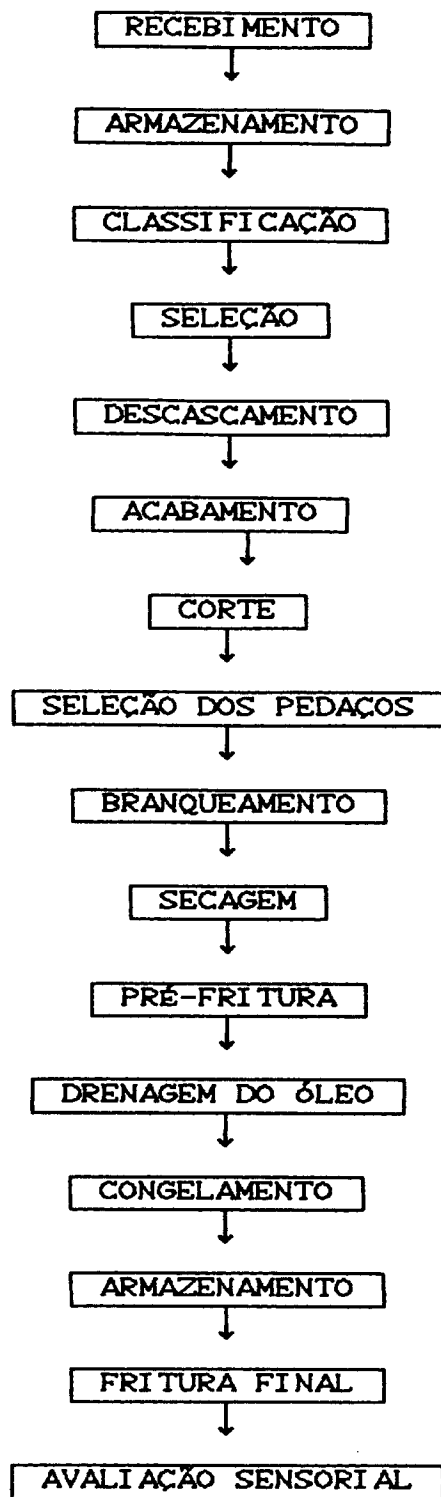 RECEBIMENTO
ARMAZENAMENTO
CLASSIFICAÇÃO
SELEÇÃO
DESCASCAMENTO
ACABAMENTO
CORTE
SELEÇÃO DOS PEDAÇOS
BRANQUEAMENTO
SECAGEM
PRÉ-FRITURA
DRENAGEM DO ÓLEO
CONGELAMENTO
ARMAZENAMENTO
FRITURA FINAL
AVALIAÇÃO SENSORIAL